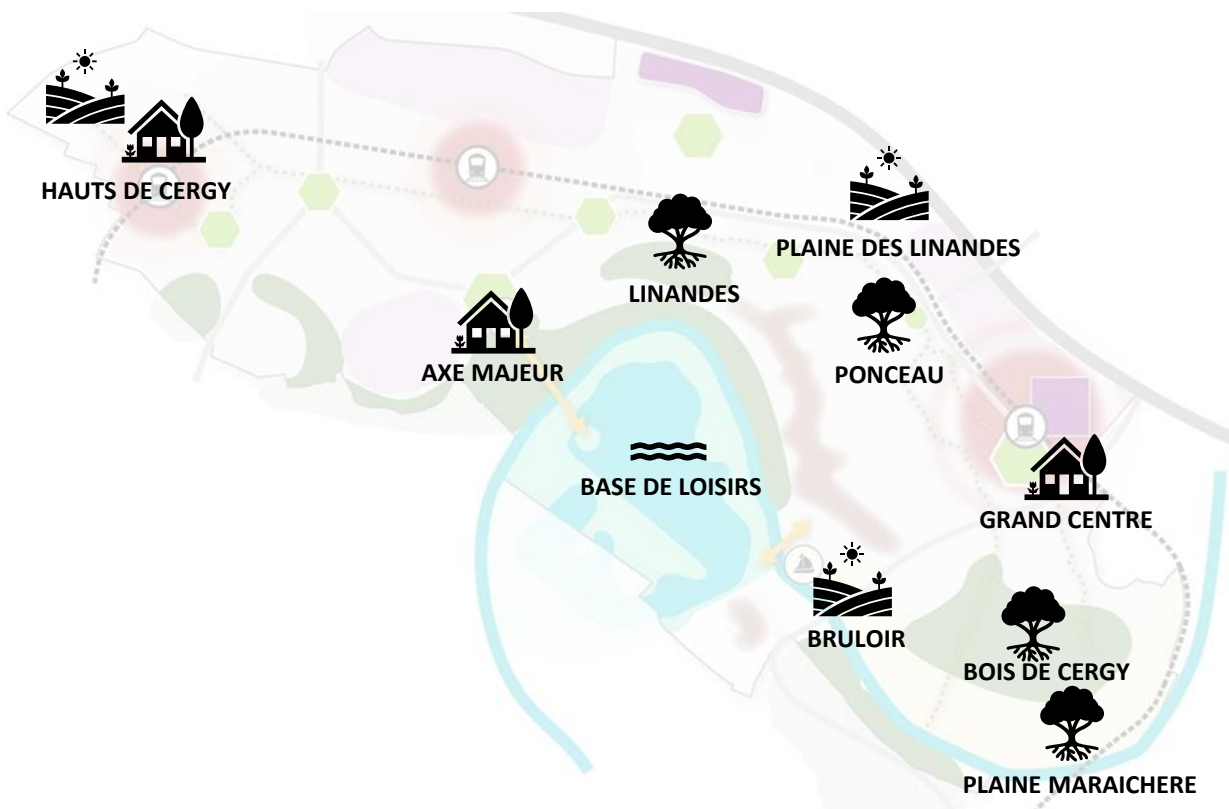 HAUTS DE CERGY
PLAINE DES LINANDES
LINANDES
AXE MAJEUR
PONCEAU
BASE DE LOISIRS
GRAND CENTRE
BRULOIR
BOIS DE CERGY
PLAINE MARAICHERE